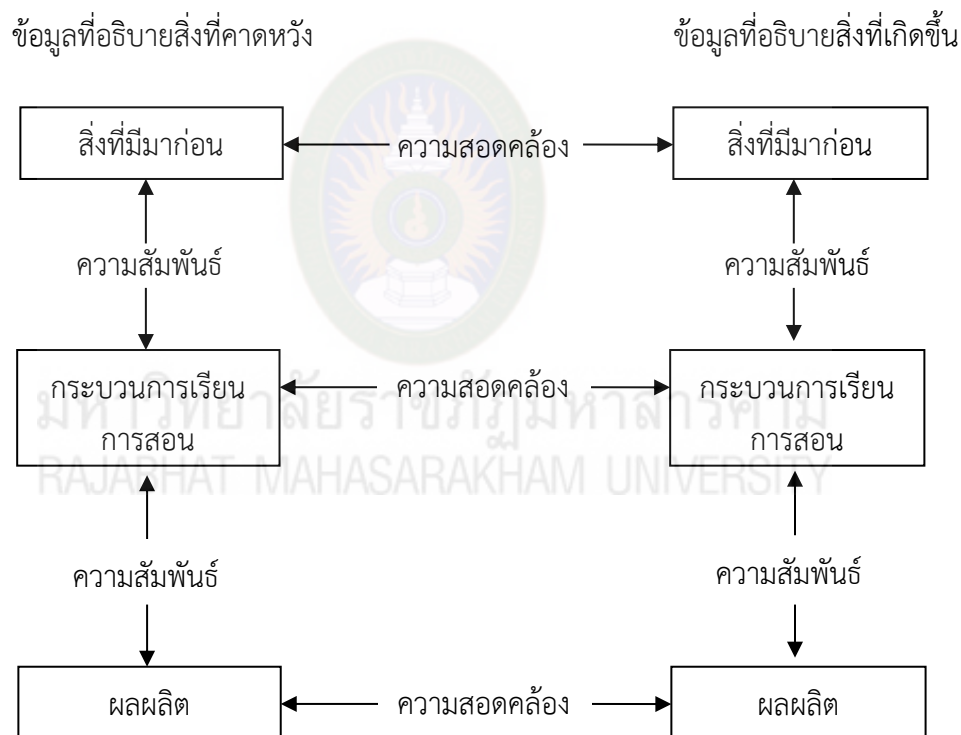 ข้อมูลที่อธิบายสิ่งที่คาดหวัง ข้อมูลที่อธิบายสิ่งที่เกิดขึ้น
สิ่งที่มีมาก่อน ความสอดคล้อง สิ่งที่มีมาก่อน
ความสัมพันธ์ ความสัมพันธ์
กระบวนการเรียน ความสอดคล้อง กระบวนการเรียน
การสอน การสอน
มหาวิทยาลัยราชภัฏมหาสารคาม
RAJABHAT MAHASARAKHAM UNIVERSITY
ความสัมพันธ์ ความสัมพันธ์
ผลผลิต ความสอดคล้อง ผลผลิต